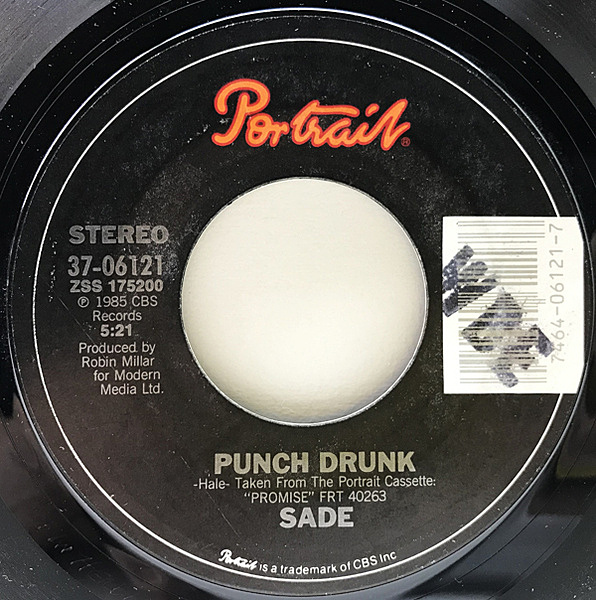 Portrait®
STEREO
37-06121
ZSS 175200
℗ 1985 CBS
Records
5:21
Produced by
Robin Millar
for Modern
Media Ltd.
7464-06121-7
PUNCH DRUNK
-Hale- Taken From The Portrait Cassette:
"PROMISE" FRT 40263
SADE
Portrait is a trademark of CBS Inc